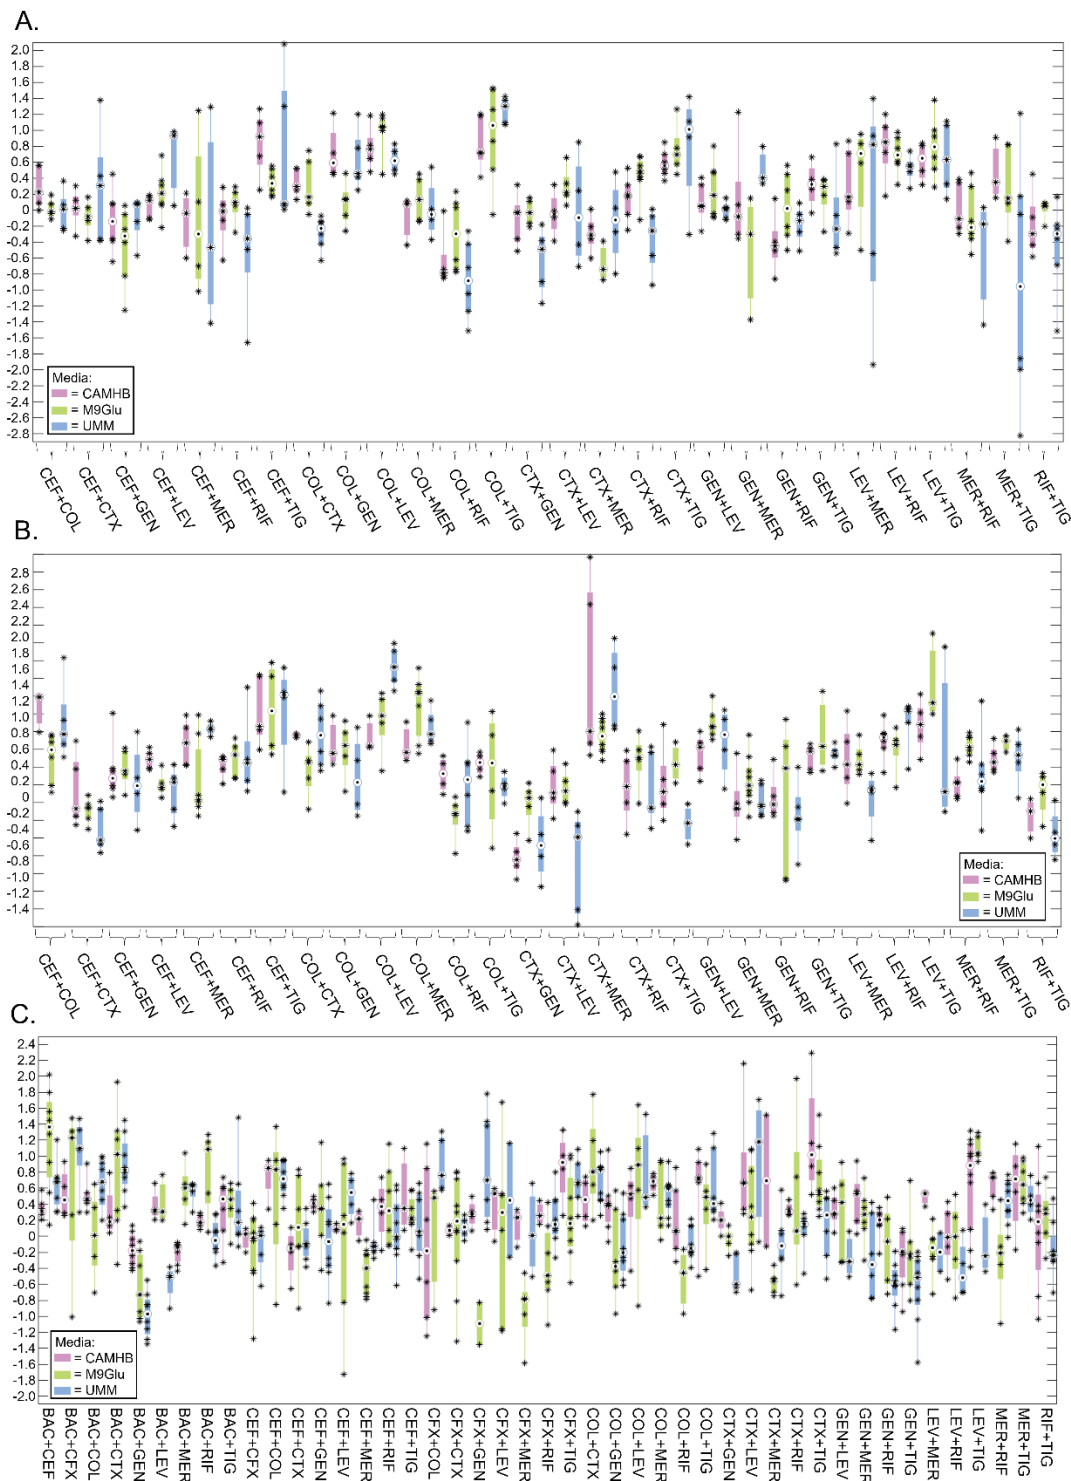 A.
2.0
1.8
1.6
1.4
1.2
1.0
0.8
0.6
0.4
0.2
0
-0.2
-0.4
-0.6
-0.8
-1.0
-1.2
-1.4
-1.6
-1.8
-2.0
-2.2
-2.4
-2.6
-2.8
Media:
= CAMHB
= M9Glu
= UMM
CEF+COL
CEF+CTX
CEF+GEN
CEF+LEV
CEF+MER
CEF+RIF
CEF+TIG
COL+CTX
COL+GEN
COL+LEV
COL+MER
COL+RIF
COL+TIG
CTX+GEN
CTX+LEV
CTX+MER
CTX+RIF
CTX+TIG
GEN+LEV
GEN+MER
GEN+RIF
GEN+TIG
LEV+MER
LEV+RIF
LEV+TIG
MER+RIF
MER+TIG
RIF+TIG
B.
2.8
2.6
2.4
2.2
2.0
1.8
1.6
1.4
1.2
1.0
0.8
0.6
0.4
0.2
0
-0.2
-0.4
-0.6
-0.8
-1.0
-1.2
-1.4
Media:
= CAMHB
= M9Glu
= UMM
CEF+COL
CEF+CTX
CEF+GEN
CEF+LEV
CEF+MER
CEF+RIF
CEF+TIG
COL+CTX
COL+GEN
COL+LEV
COL+MER
COL+RIF
COL+TIG
CTX+GEN
CTX+LEV
CTX+MER
CTX+RIF
CTX+TIG
GEN+LEV
GEN+MER
GEN+RIF
GEN+TIG
LEV+MER
LEV+RIF
LEV+TIG
MER+RIF
MER+TIG
RIF+TIG
C.
2.4
2.2
2.0
1.8
1.6
1.4
1.2
1.0
0.8
0.6
0.4
0.2
0
-0.2
-0.4
-0.6
-0.8
-1.0
-1.2
-1.4
-1.6
-1.8
-2.0
Media:
= CAMHB
= M9Glu
= UMM
BAC+CEF
BAC+CFX
BAC+COL
BAC+CTX
BAC+GEN
BAC+LEV
BAC+MER
BAC+RIF
BAC+TIG
CEF+CFX
CEF+COL
CEF+CTX
CEF+GEN
CEF+LEV
CEF+MER
CEF+RIF
CEF+TIG
CFX+COL
CFX+CTX
CFX+GEN
CFX+LEV
CFX+MER
CFX+RIF
CFX+TIG
COL+CTX
COL+GEN
COL+LEV
COL+MER
COL+RIF
COL+TIG
CTX+GEN
CTX+LEV
CTX+MER
CTX+RIF
CTX+TIG
GEN+LEV
GEN+MER
GEN+RIF
GEN+TIG
LEV+MER
LEV+RIF
LEV+TIG
MER+RIF
MER+TIG
RIF+TIG